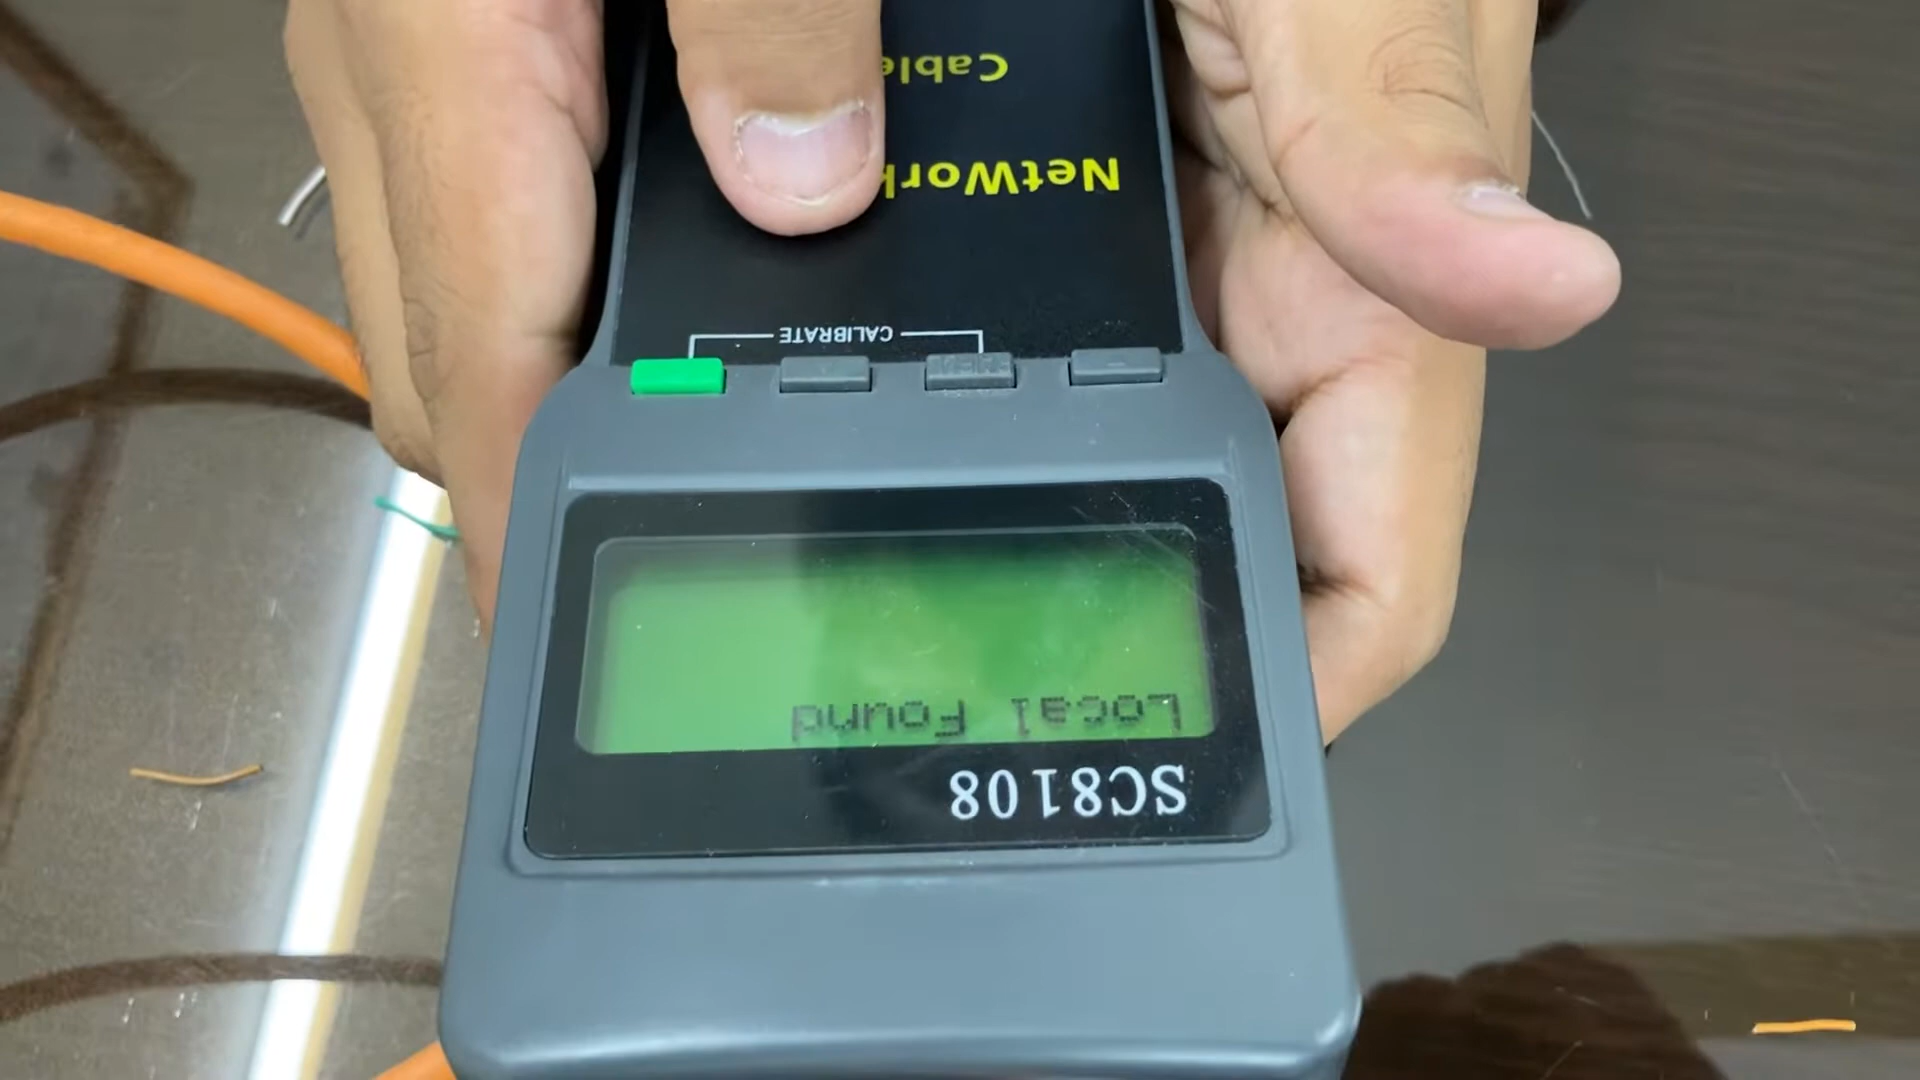 SC8108
Local Found
CALIBRATE
NetWork
Cable